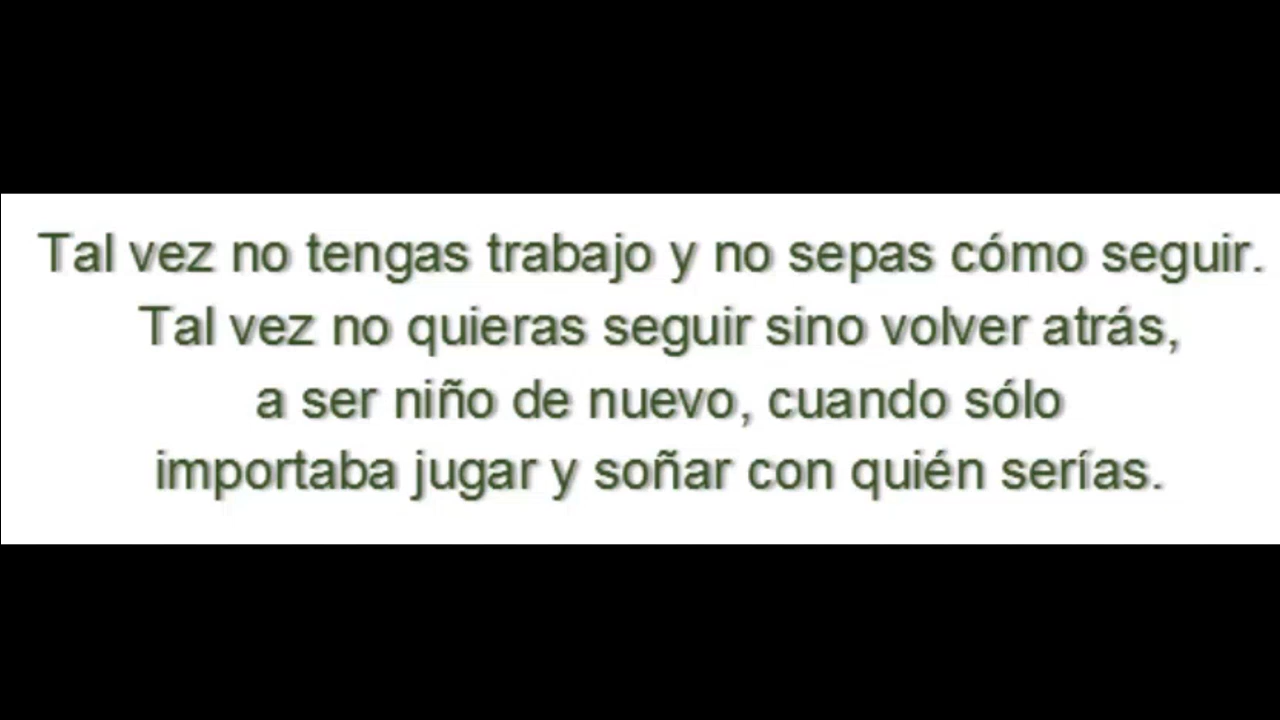 Tal vez no tengas trabajo y no sepas cómo seguir.
Tal vez no quieras seguir sino volver atrás,
a ser niño de nuevo, cuando sólo
importaba jugar y soñar con quién serías.